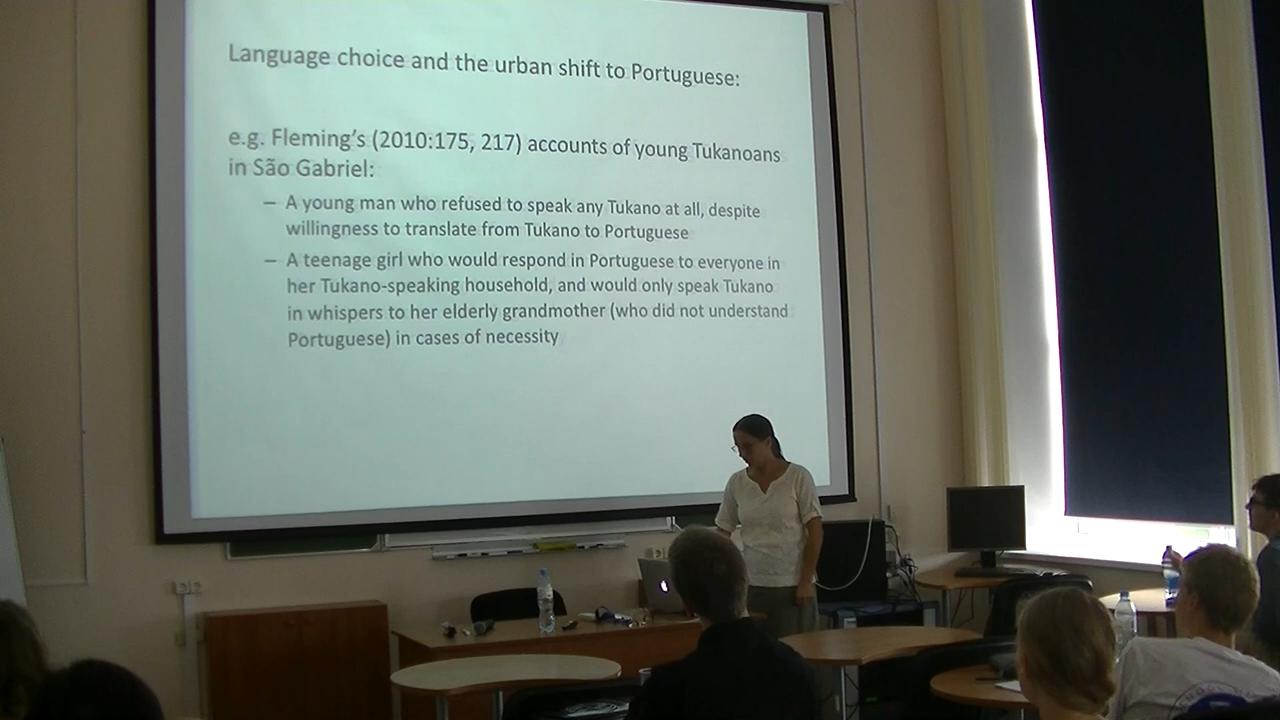 Language choice and the urban shift to Portuguese:
e.g. Fleming's (2010:175, 217) accounts of young Tukanoans
in São Gabriel:
– A young man who refused to speak any Tukano at all, despite
willingness to translate from Tukano to Portuguese
– A teenage girl who would respond in Portuguese to everyone in
her Tukano-speaking household, and would only speak Tukano
in whispers to her elderly grandmother (who did not understand
Portuguese) in cases of necessity